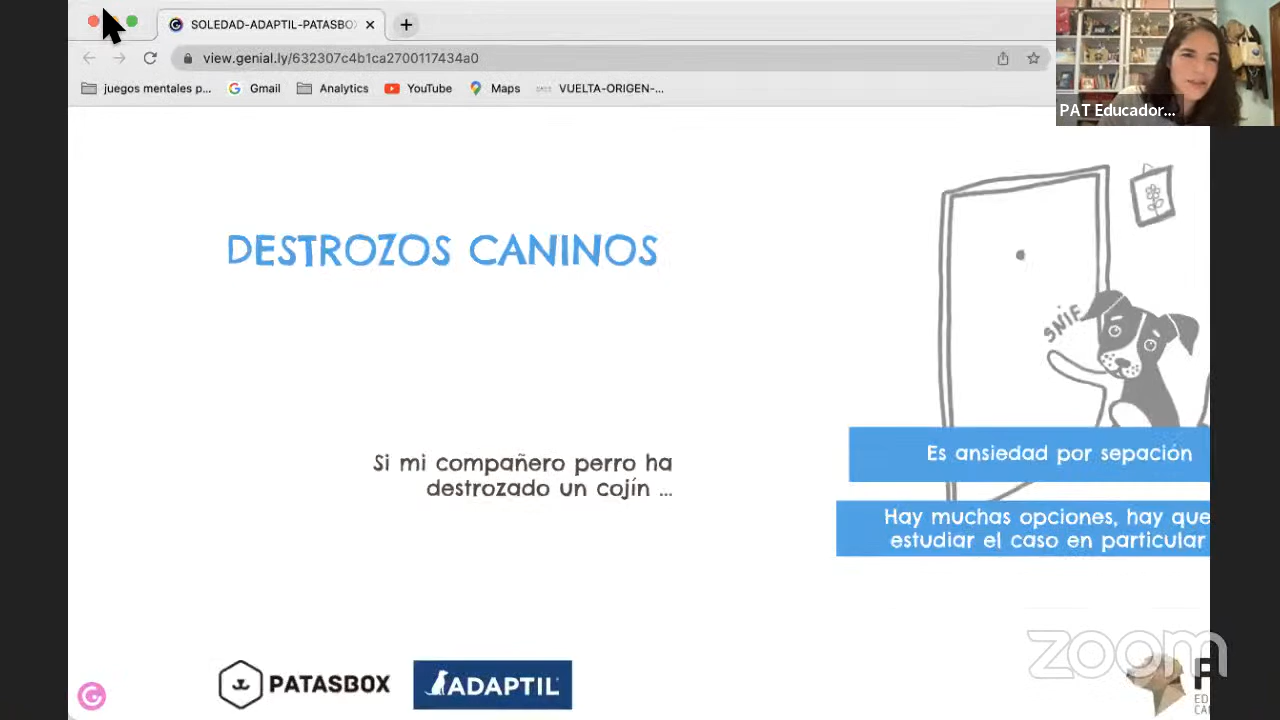 SOLEDAD-ADAPTIL-PATASBO
view.genial.ly/632307c4b1ca2700117434a0
juegos mentales p...
Gmail
Analytics
YouTube
Maps
VUELTA-ORIGEN-...
PAT Educador...
DESTROZOS CANINOS
SNIF
Si mi compañero perro ha
destrozado un cojín ...
Es ansiedad por sepación
Hay muchas opciones, hay que
estudiar el caso en particular
PATASBOX
ADAPTIL
zoom